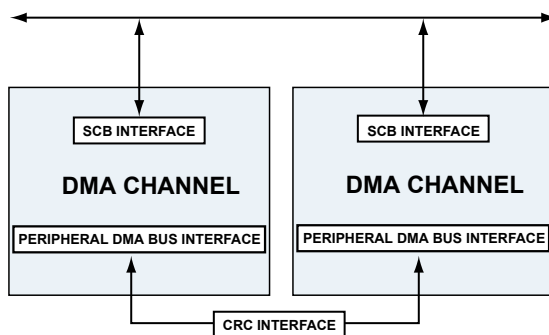 SCB INTERFACE
DMA CHANNEL
PERIPHERAL DMA BUS INTERFACE
SCB INTERFACE
DMA CHANNEL
PERIPHERAL DMA BUS INTERFACE
CRC INTERFACE